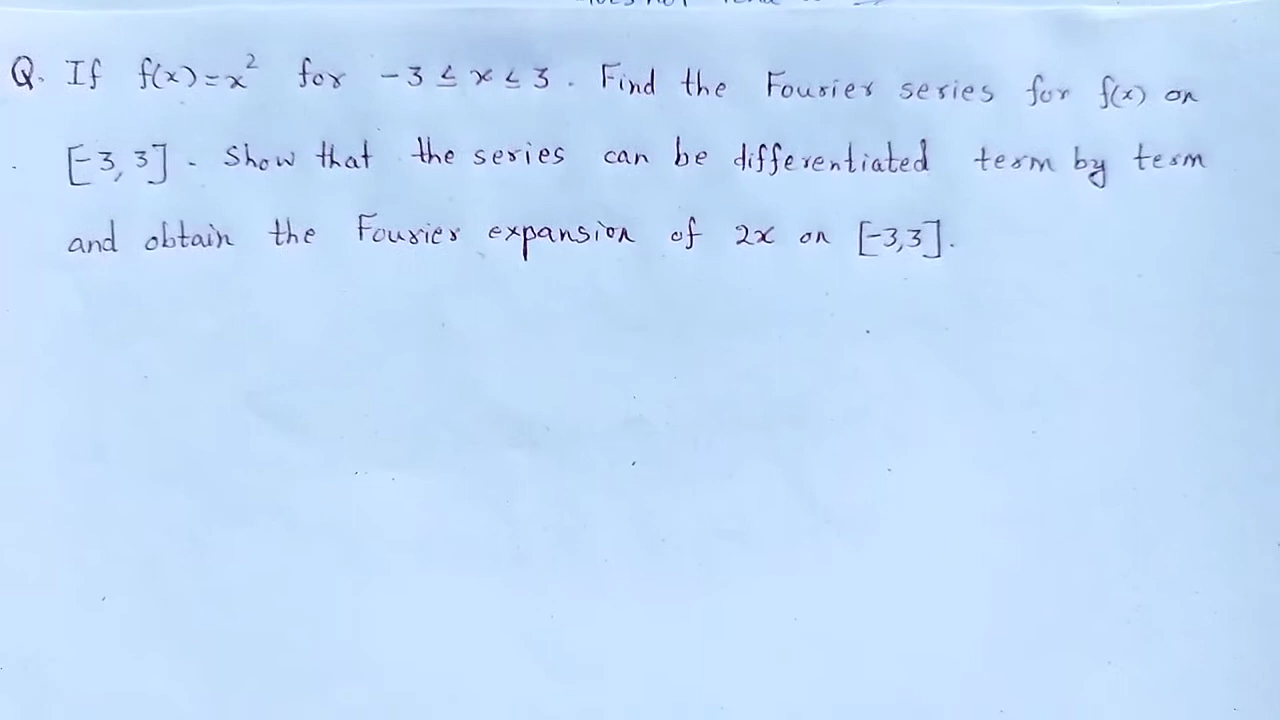 Q. If f(x)=x² for -3 ≤ x ≤ 3. Find the Fourier series for f(x) on
[-3, 3]. Show that the series can be differentiated term by term
and obtain the Fourier expansion of 2x on [-3,3].